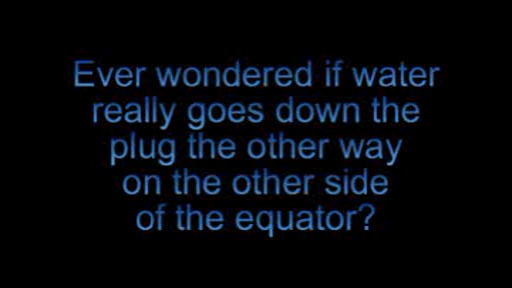 Ever wondered if water
really goes down the
plug the other way
on the other side
of the equator?